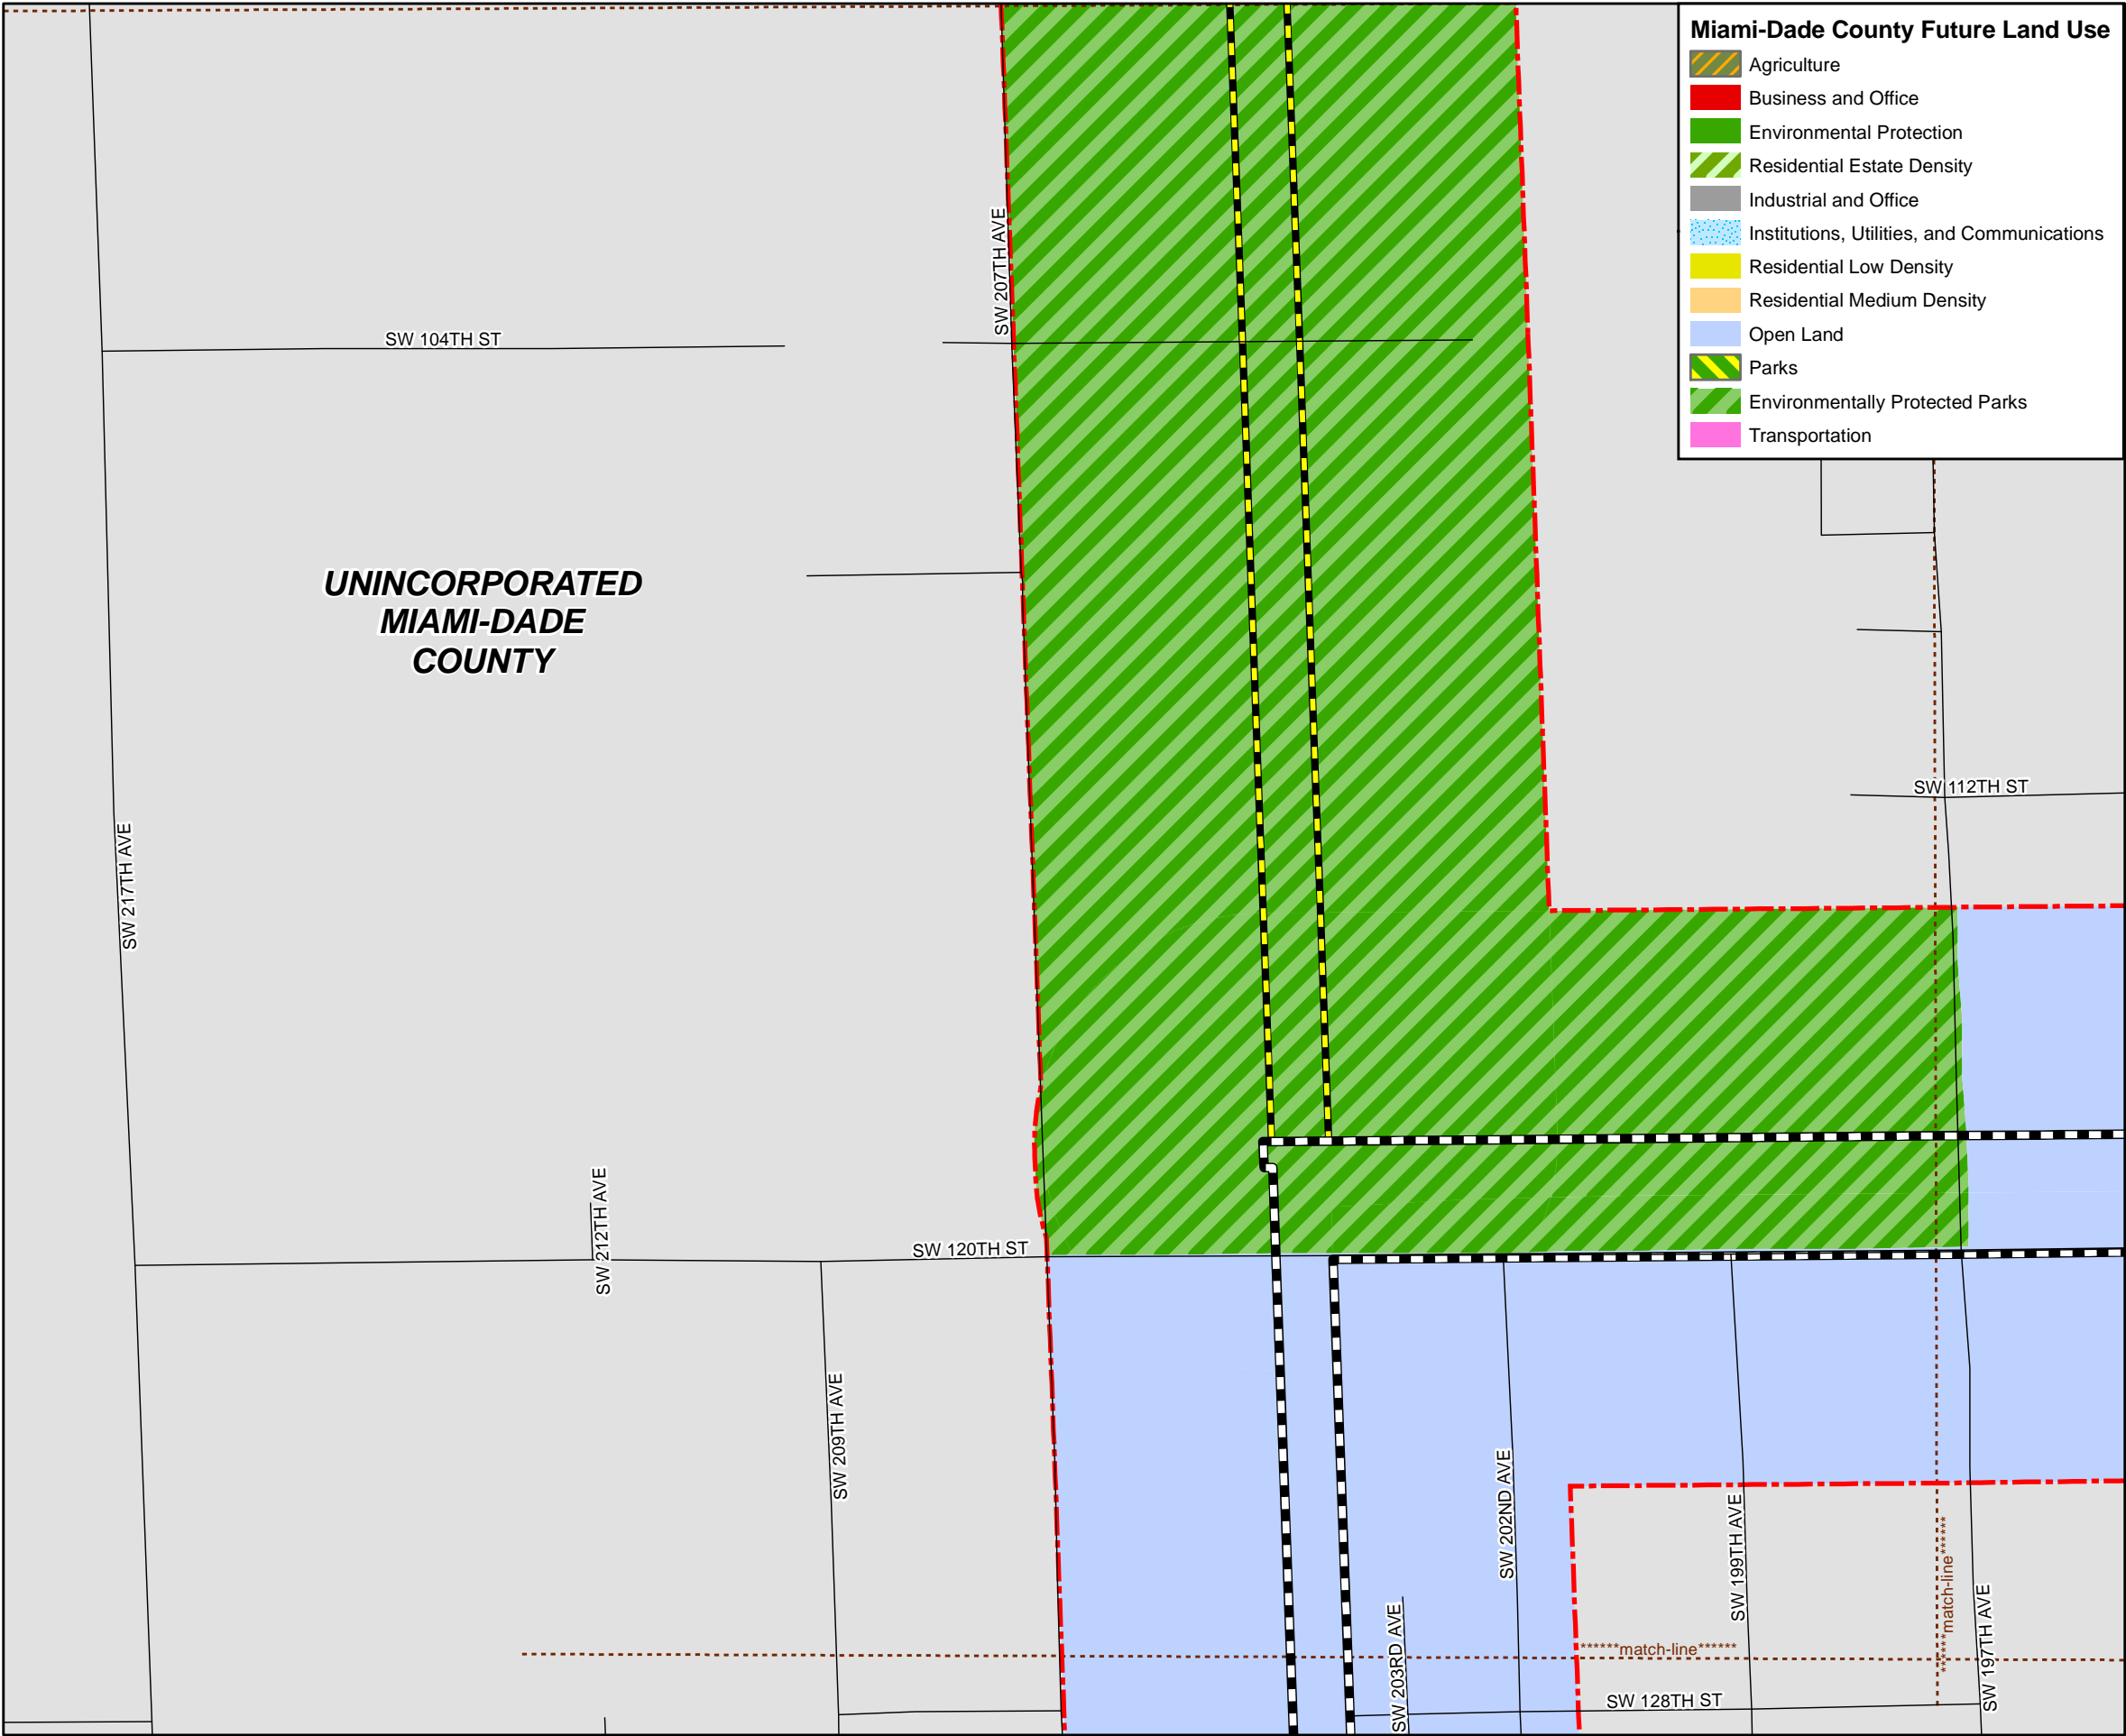 Miami-Dade County Future Land Use
Agriculture
Business and Office
Environmental Protection
Residential Estate Density
Industrial and Office
Institutions, Utilities, and Communications
Residential Low Density
Residential Medium Density
Open Land
Parks
Environmentally Protected Parks
Transportation
SW 207TH AVE
SW 104TH ST
UNINCORPORATED
MIAMI-DADE
COUNTY
SW 112TH ST
SW 217TH AVE
SW 212TH AVE
SW 120TH ST
SW 209TH AVE
SW 202ND AVE
SW 199TH AVE
******match-line******
SW 197TH AVE
SW 203RD AVE
******match-line******
SW 128TH ST